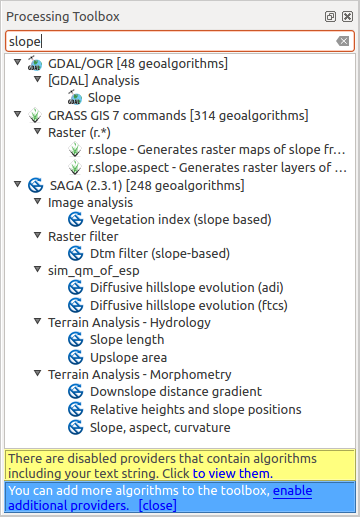 Processing Toolbox
slope
GDAL/OGR [48 geoalgorithms]
[GDAL] Analysis
Slope
GRASS GIS 7 commands [314 geoalgorithms]
Raster (r.*)
r.slope - Generates raster maps of slope fr...
r.slope.aspect - Generates raster layers of ...
SAGA (2.3.1) [248 geoalgorithms]
Image analysis
Vegetation index (slope based)
Raster filter
Dtm filter (slope-based)
sim_qm_of_esp
Diffusive hillslope evolution (adi)
Diffusive hillslope evolution (ftcs)
Terrain Analysis - Hydrology
Slope length
Upslope area
Terrain Analysis - Morphometry
Downslope distance gradient
Relative heights and slope positions
Slope, aspect, curvature
There are disabled providers that contain algorithms
including your text string. Click to view them.
You can add more algorithms to the toolbox, enable
additional providers. [close]